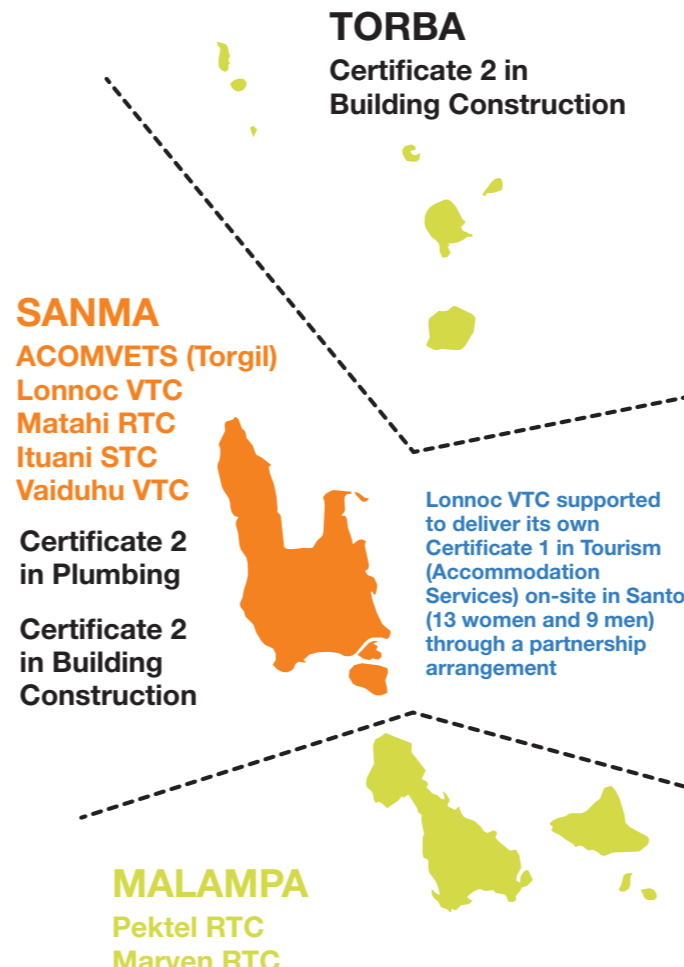 TORBA
Certificate 2 in
Building Construction
SANMA
ACOMVETS (Torgil)
Lonnoc VTC
Matahi RTC
Ituani STC
Vaiduhu VTC
Certificate 2
in Plumbing
Certificate 2
in Building
Construction
Lonnoc VTC supported
to deliver its own
Certificate 1 in Tourism
(Accommodation
Services) on-site in Santo
(13 women and 9 men)
through a partnership
arrangement
MALAMPA
Pektel RTC
Marven RTC